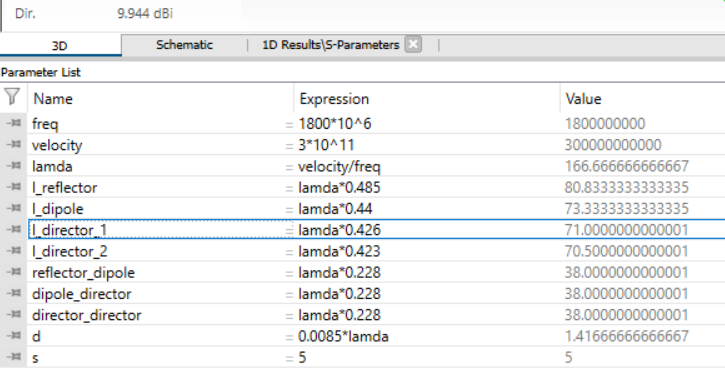 Dir. 9.944 dBi
3D Schematic 1D Results\S-Parameters
Parameter List
Name Expression Value
freq = 1800*10^6 1800000000
velocity = 3*10^11 300000000000
lamda = velocity/freq 166.666666666667
l_reflector = lamda*0.485 80.8333333333335
l_dipole = lamda*0.44 73.3333333333335
l_director_1 = lamda*0.426 71.0000000000001
l_director_2 = lamda*0.423 70.5000000000001
reflector_dipole = lamda*0.228 38.0000000000001
dipole_director = lamda*0.228 38.0000000000001
director_director = lamda*0.228 38.0000000000001
d = 0.0085*lamda 1.41666666666667
s = 5 5